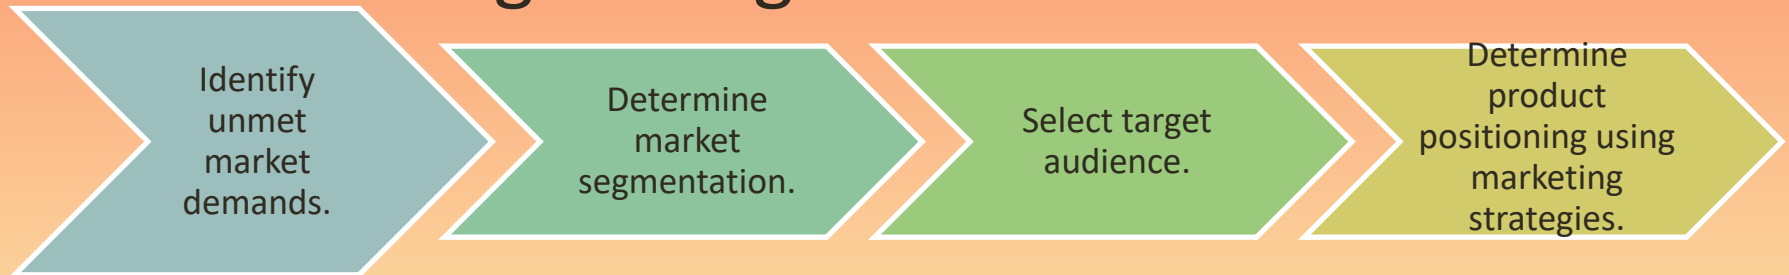 Identify
unmet
market
demands.
Determine
market
segmentation.
Select target
audience.
Determine
product
positioning using
marketing
strategies.